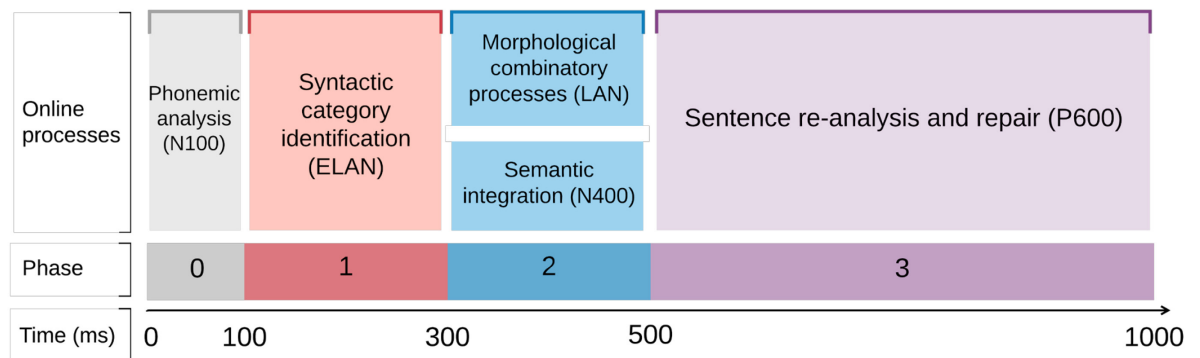 Online
processes
Phonemic
analysis
(N100)
Syntactic
category
identification
(ELAN)
Morphological
combinatory
processes (LAN)
Semantic
integration (N400)
Sentence re-analysis and repair (P600)
Phase
0
1
2
3
Time (ms)
0
100
300
500
1000